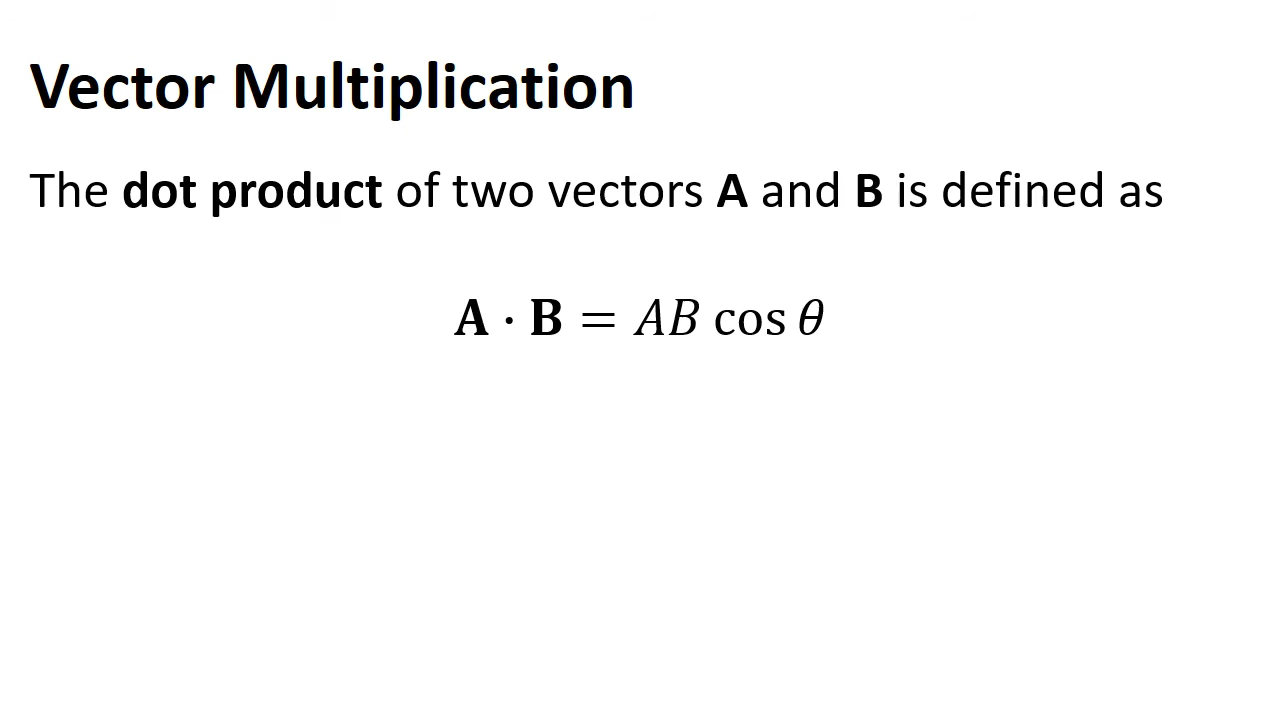 Vector Multiplication
The dot product of two vectors A and B is defined as
A · B = AB cos θ